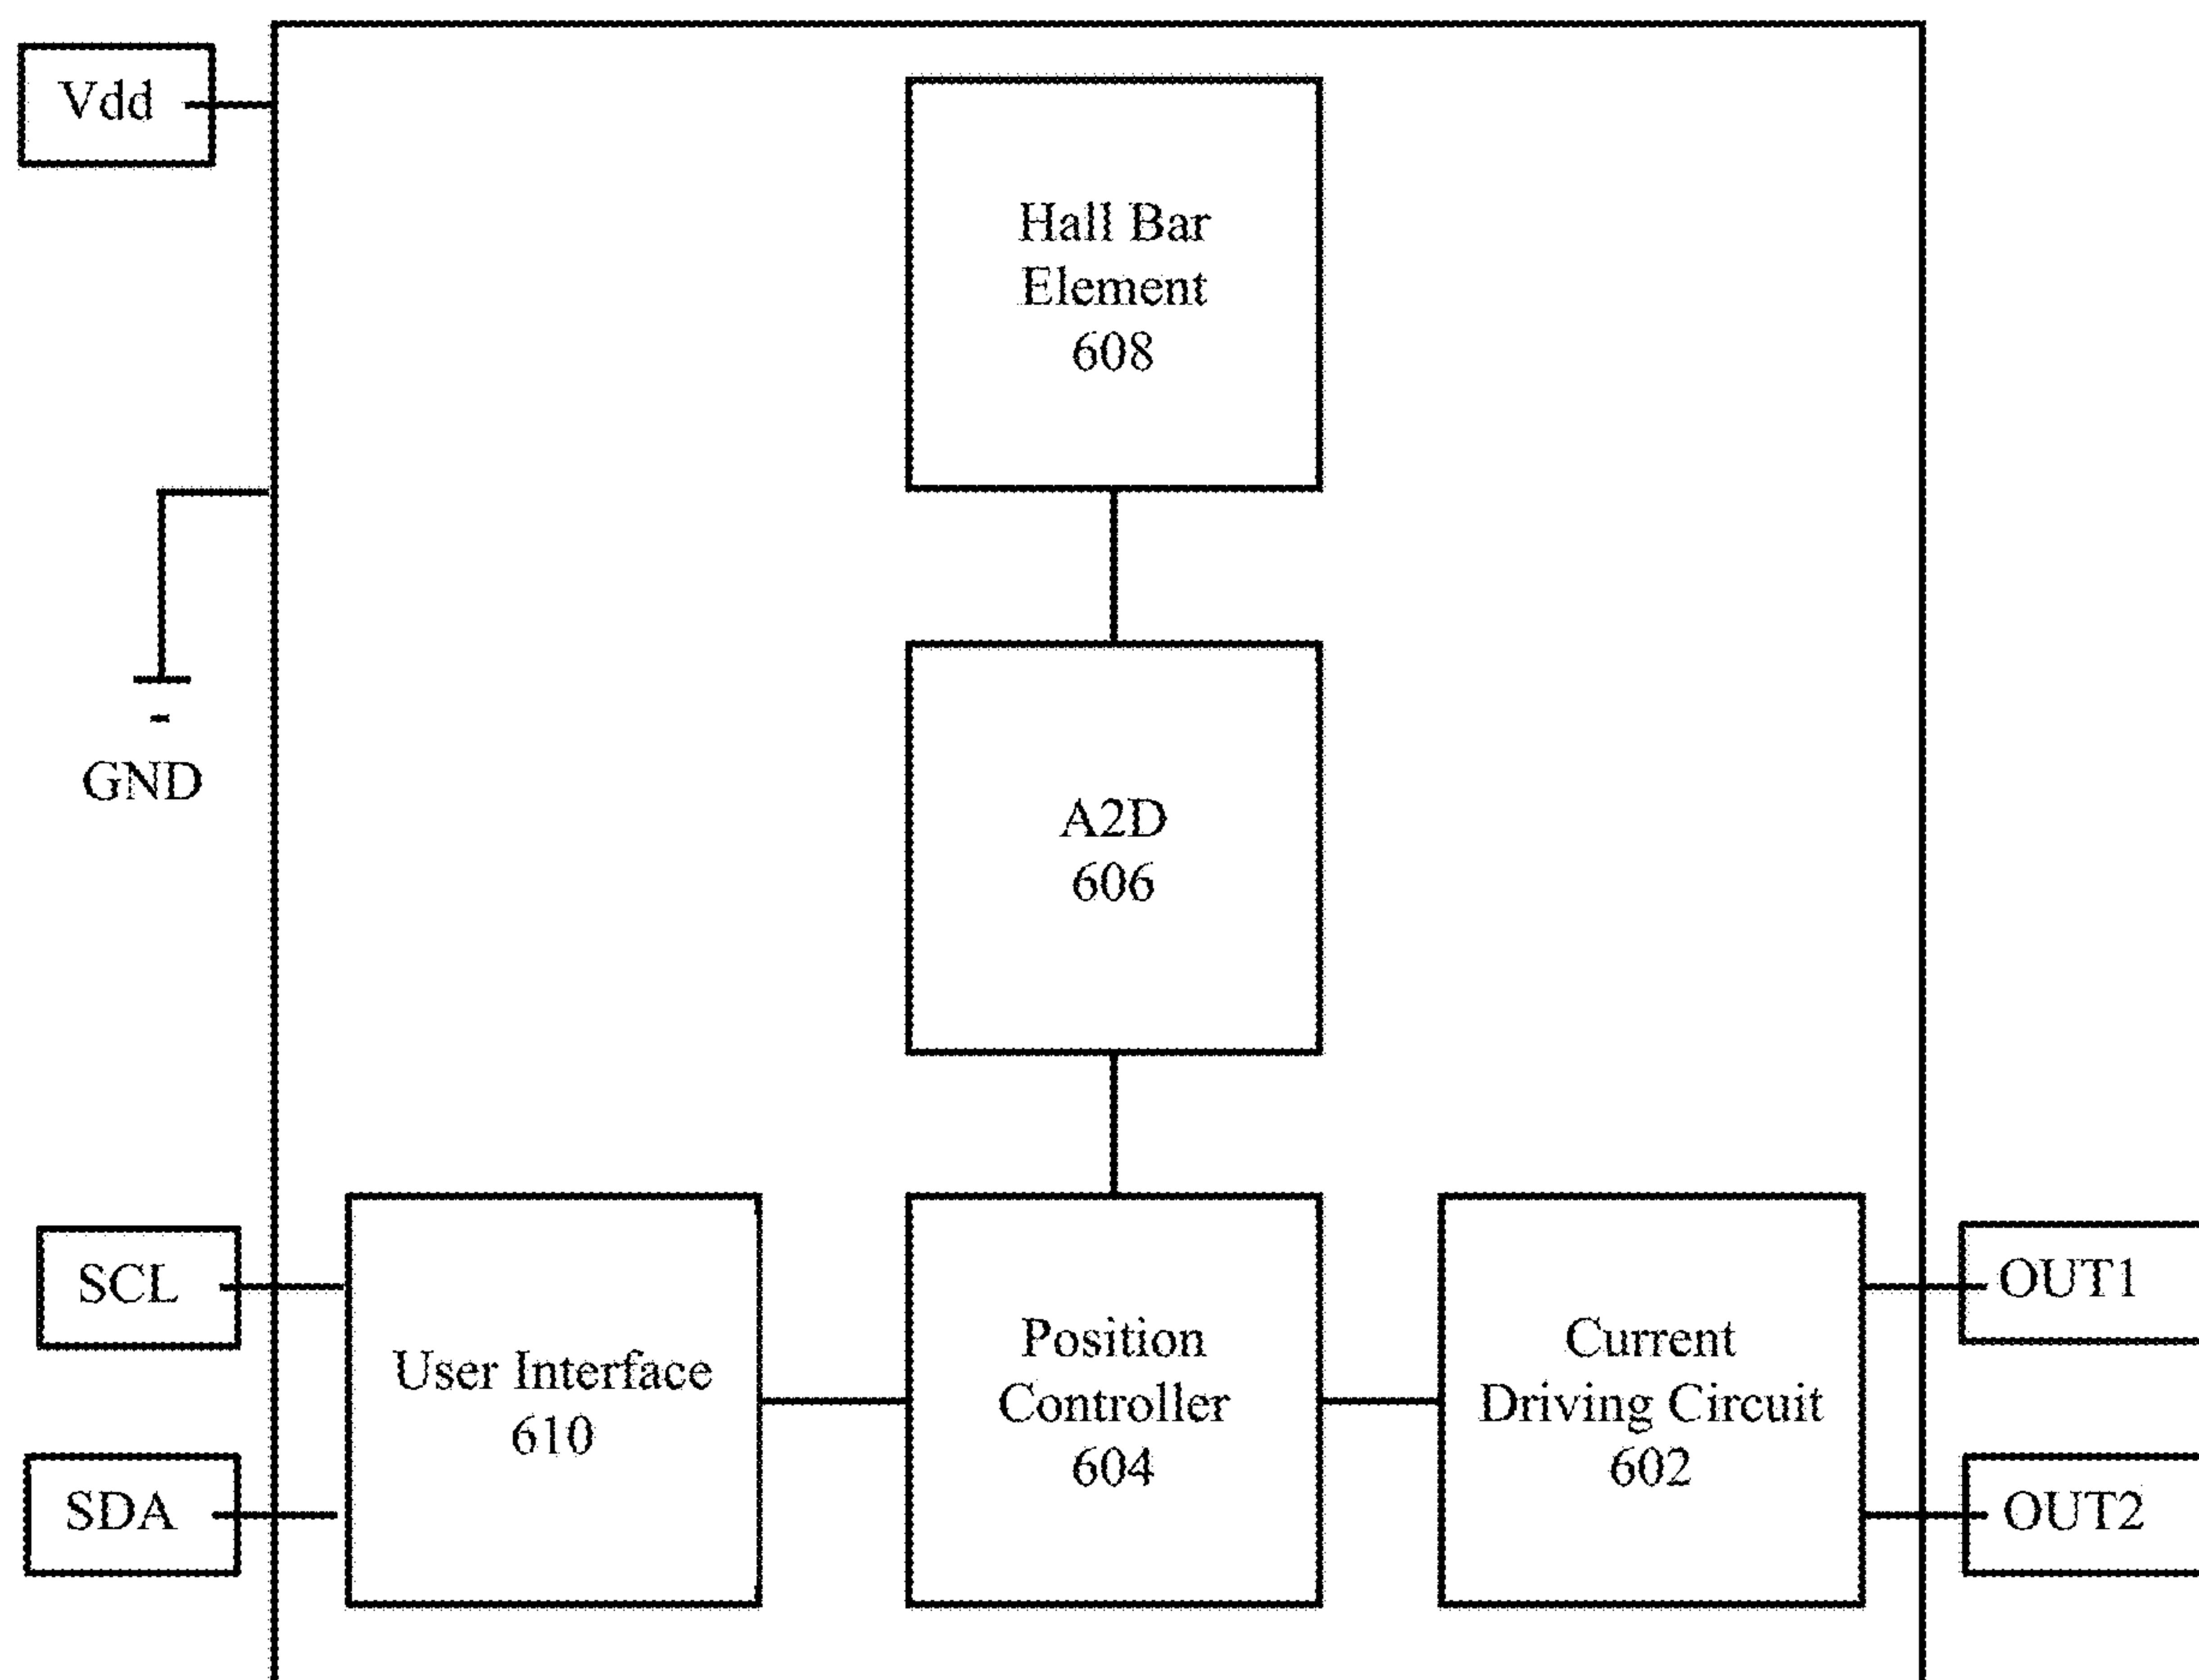 Vdd
Hall Bar
Element
608
GND
A2D
606
SCL
SDA
User Interface
610
Position
Controller
604
Current
Driving Circuit
602
OUT1
OUT2